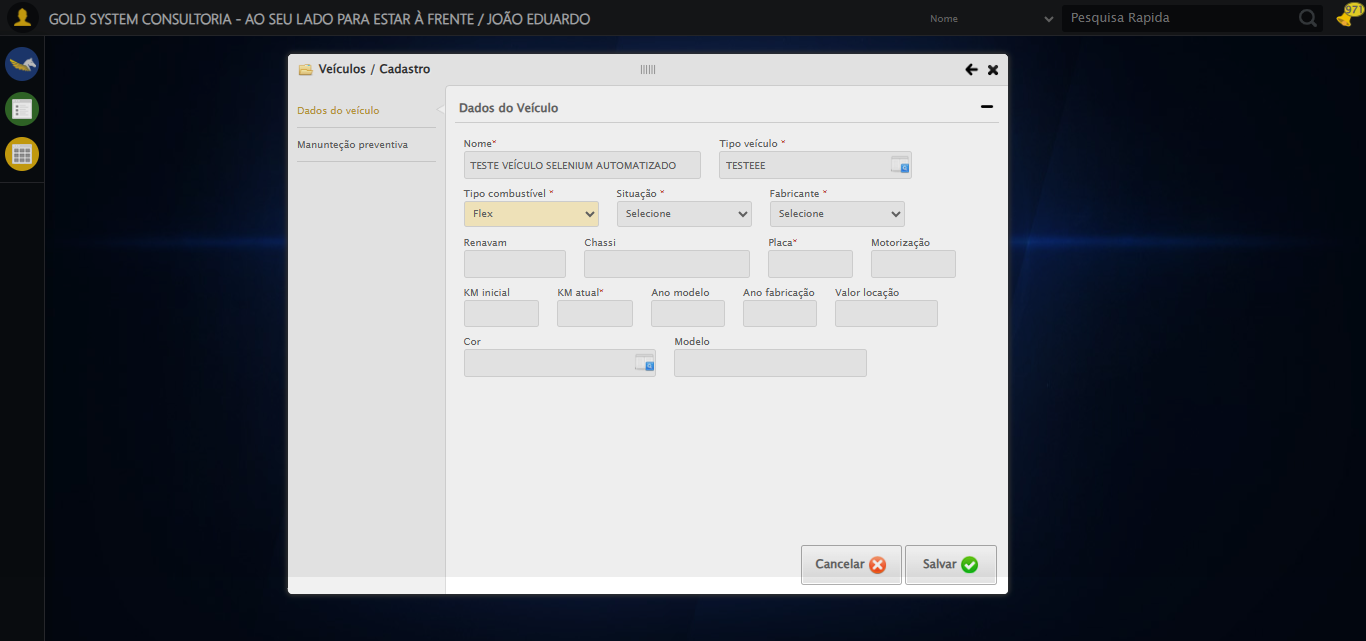 GOLD SYSTEM CONSULTORIA - AO SEU LADO PARA ESTAR À FRENTE / JOÃO EDUARDO
Nome
Pesquisa Rapida
971
Veículos / Cadastro
Dados do veículo
Manunteção preventiva
Dados do Veículo
Nome* Tipo veículo *
TESTE VEÍCULO SELENIUM AUTOMATIZADO TESTEEE
Tipo combustível * Situação * Fabricante *
Flex Selecione Selecione
Renavam Chassi Placa* Motorização
KM inicial KM atual* Ano modelo Ano fabricação Valor locação
Cor Modelo
Cancelar Salvar